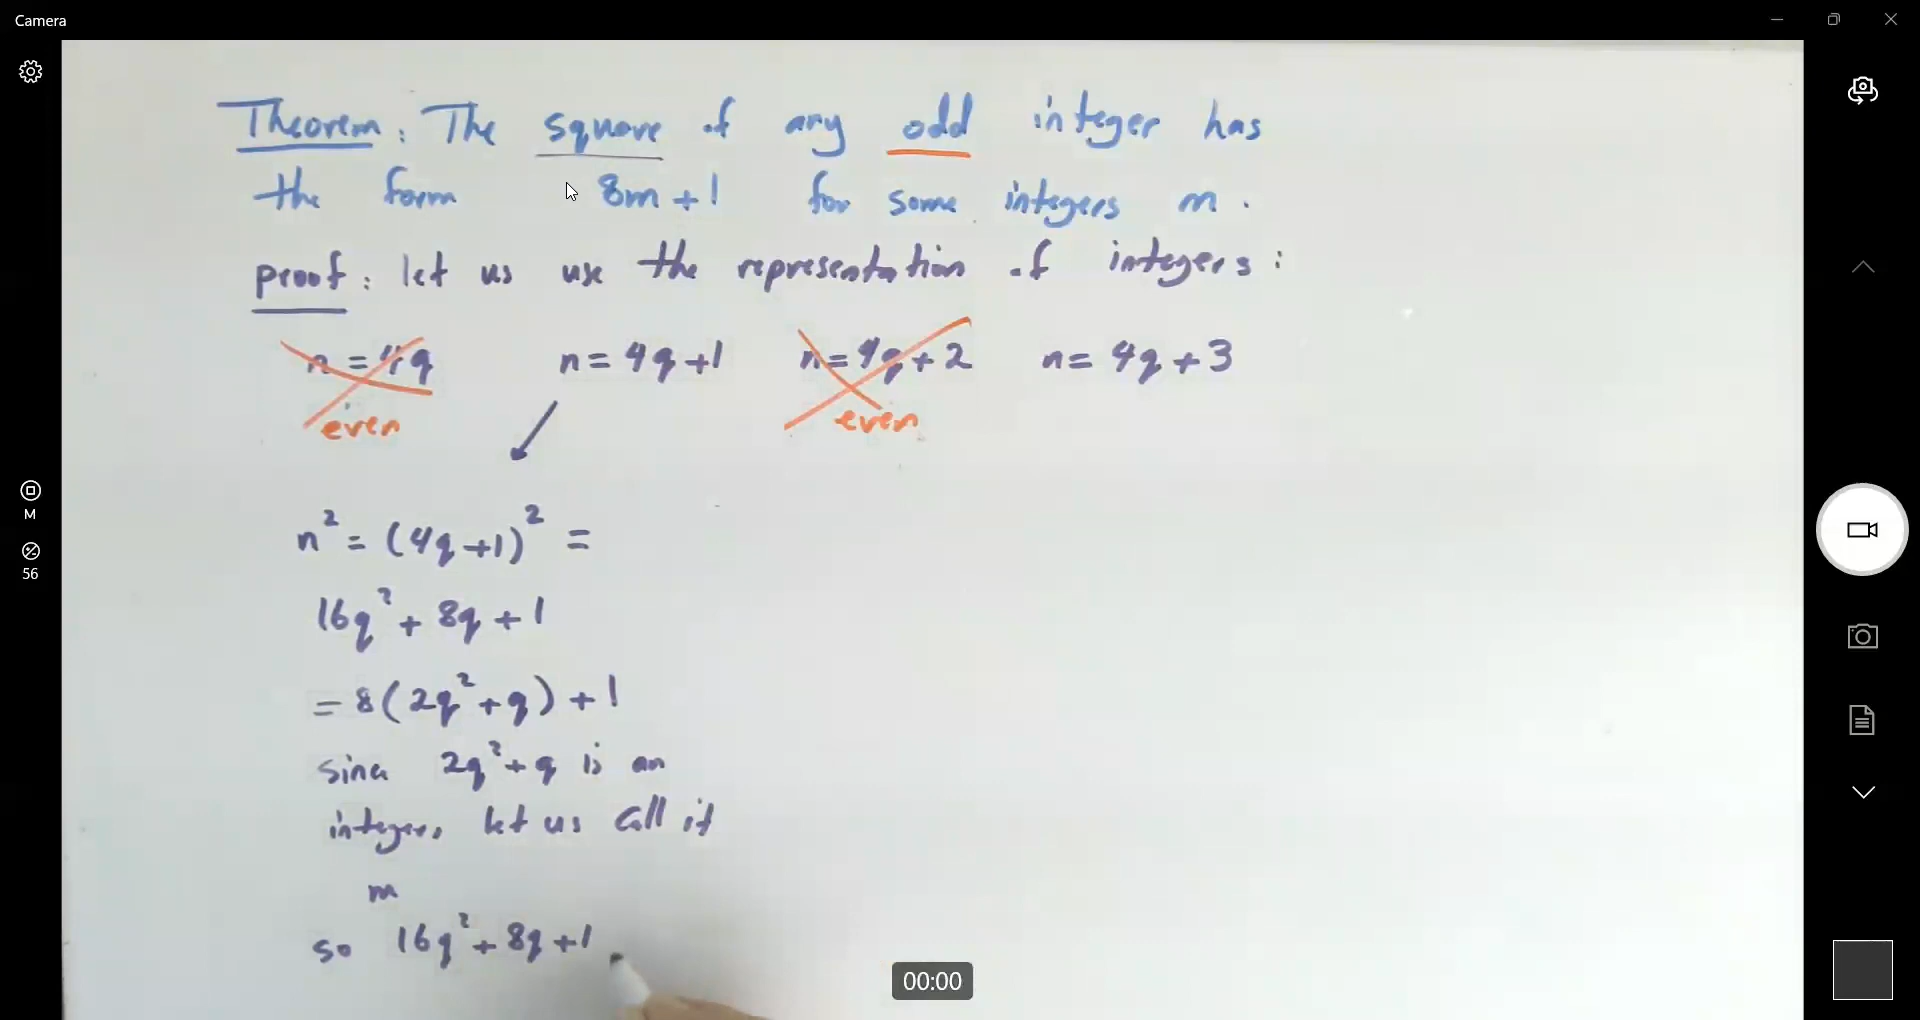 Camera
Theorem: The square of any odd integer has
the form 8m+1 for some integers m.
proof: let us use the representation of integers:
n=4q n=4q+1 n=4q+2 n=4q+3
even even
n²=(4q+1)²=
16q²+8q+1
=8(2q²+q)+1
M
since 2q²+q is an
56
integer, let us call it
m
so 16q²+8q+1
00:00